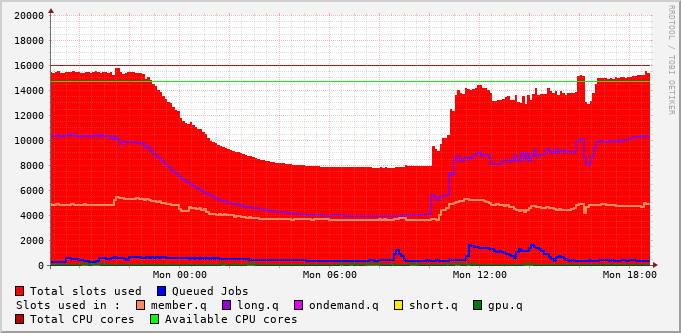 20000
18000
16000
14000
12000
10000
8000
6000
4000
2000
0
Mon 00:00 Mon 06:00 Mon 12:00 Mon 18:00
RRDTOOL / TOBI OETIKER
Total slots used Queued Jobs
Slots used in : member.q long.q ondemand.q short.q gpu.q
Total CPU cores Available CPU cores